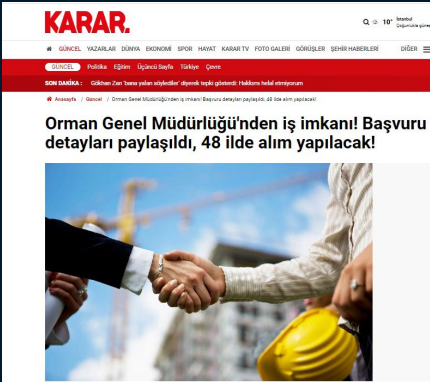 KARAR.
10° İstanbul
GÜNCEL YAZARLAR DÜNYA EKONOMİ SPOR HAYAT KARAR TV FOTO GALERİ GÖRÜŞLER ŞEHİR HABERLERİ DİĞER
GÜNCEL Politika Eğitim Üçüncü Sayfa Türkiye Çevre
SON DAKİKA : Gökhan Zan 'bana yalan söylediler' diyerek tepki gösterdi: Hakkımı helal etmiyorum
Anasayfa / Güncel / Orman Genel Müdürlüğü'nden iş imkanı! Başvuru detayları paylaşıldı, 48 ilde alım yapılacak!
Orman Genel Müdürlüğü'nden iş imkanı! Başvuru
detayları paylaşıldı, 48 ilde alım yapılacak!